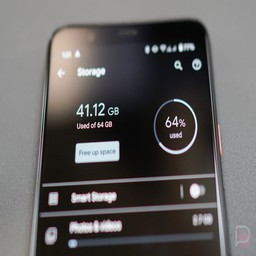 Storage
41.12 GB
Used of 64 GB
64%
used
Free up space
Smart Storage
Photos & videos